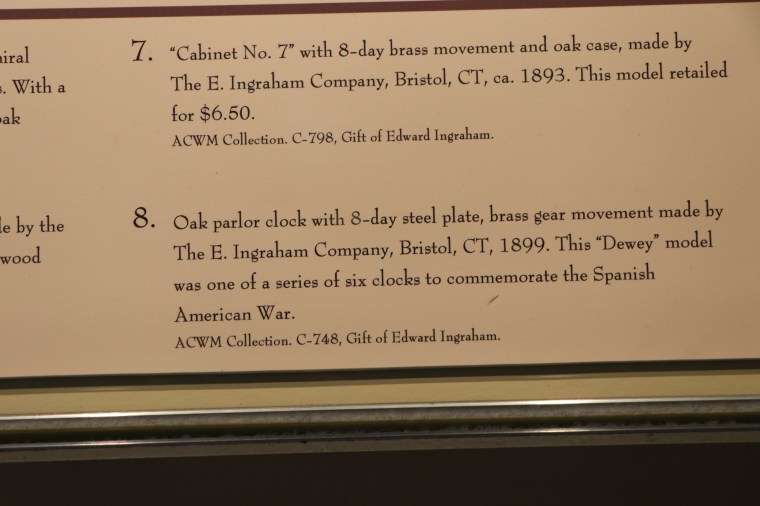 iral
s. With a
oak
le by the
wood
7. “Cabinet No. 7” with 8-day brass movement and oak case, made by
The E. Ingraham Company, Bristol, CT, ca. 1893. This model retailed
for $6.50.
ACWM Collection. C-798, Gift of Edward Ingraham.
8. Oak parlor clock with 8-day steel plate, brass gear movement made by
The E. Ingraham Company, Bristol, CT, 1899. This “Dewey” model
was one of a series of six clocks to commemorate the Spanish
American War.
ACWM Collection. C-748, Gift of Edward Ingraham.